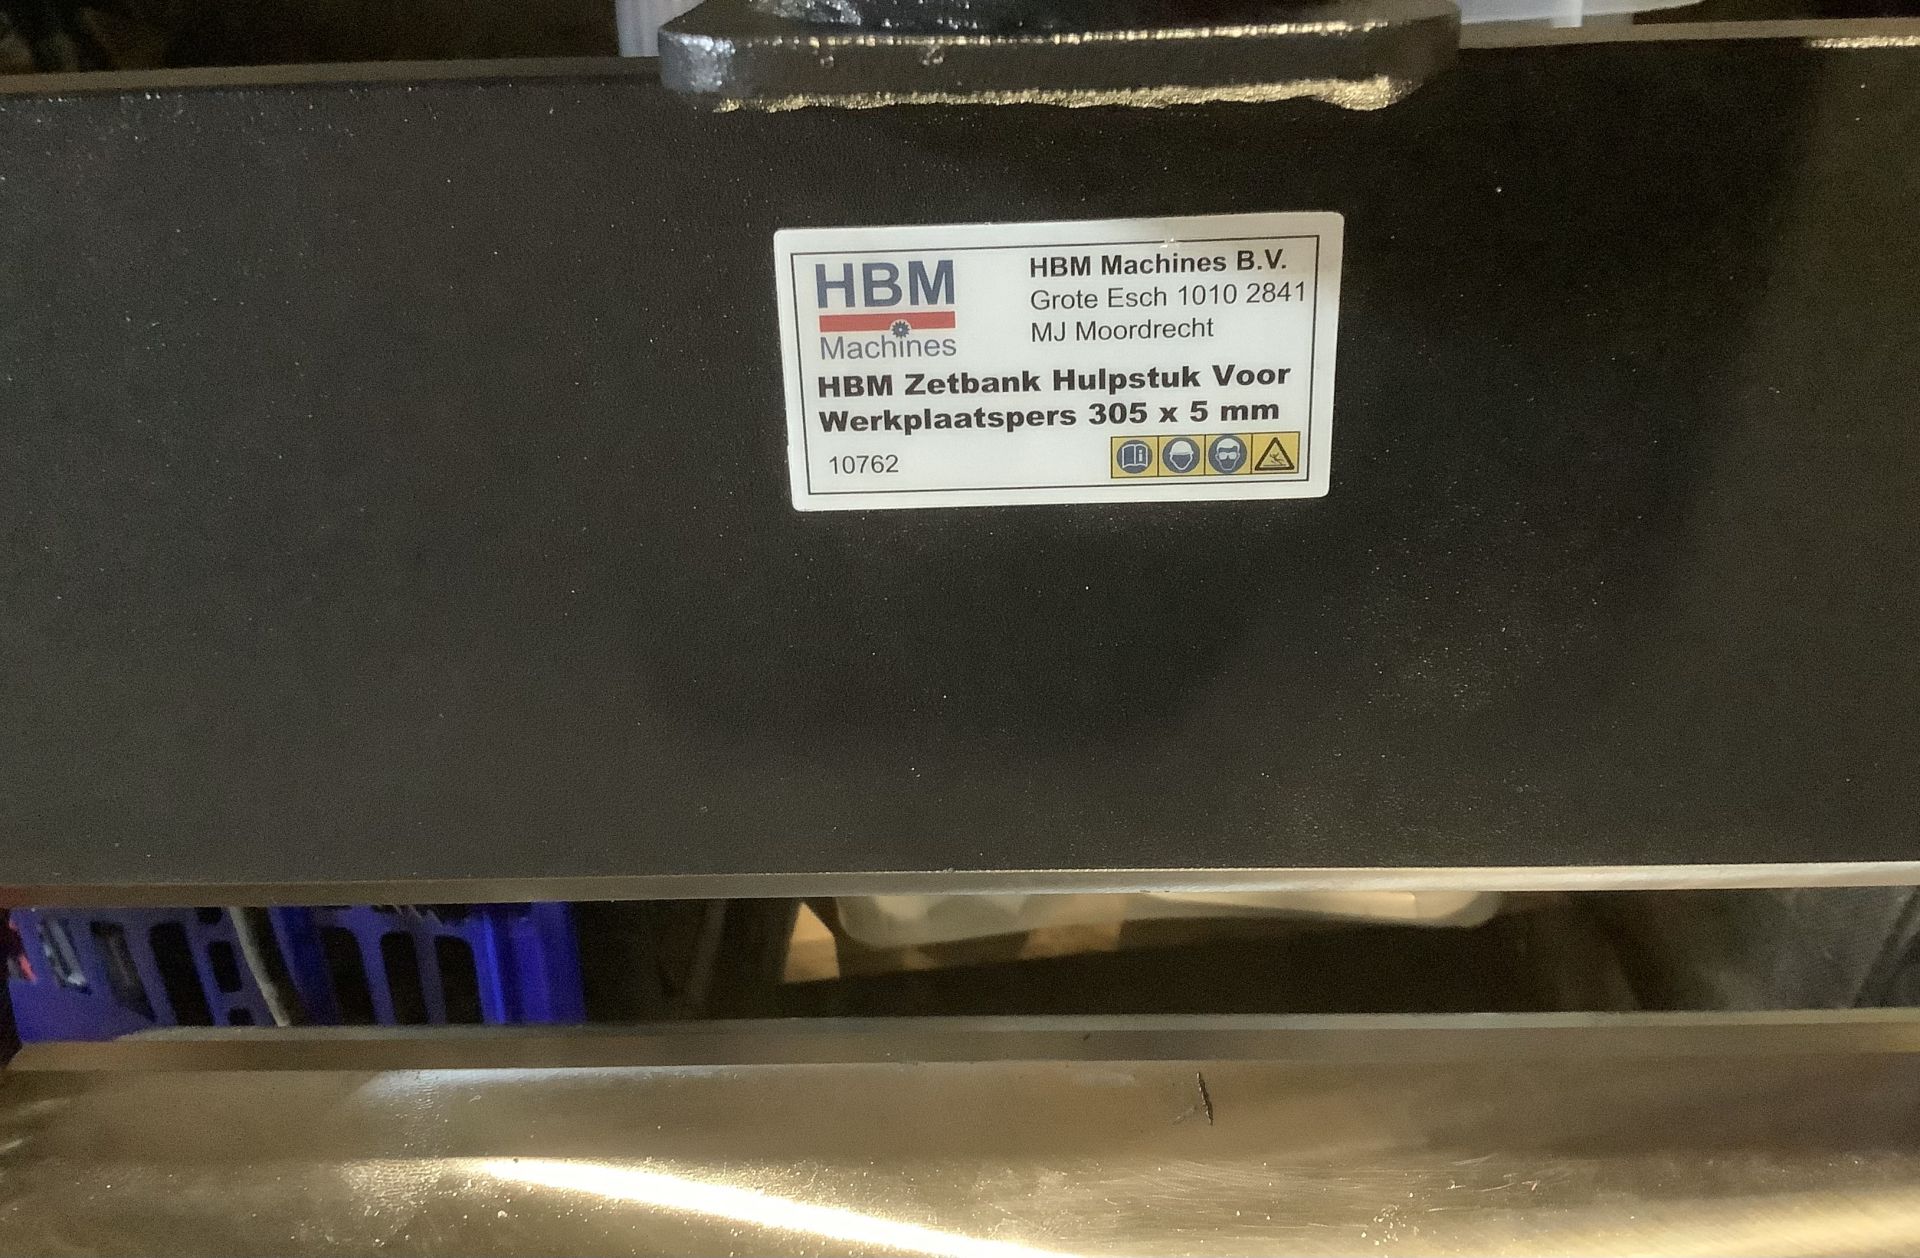 HBM
Machines
HBM Machines B.V.
Grote Esch 1010 2841
MJ Moordrecht
HBM Zetbank Hulpstuk Voor
Werkplaatspers 305 x 5 mm
10762